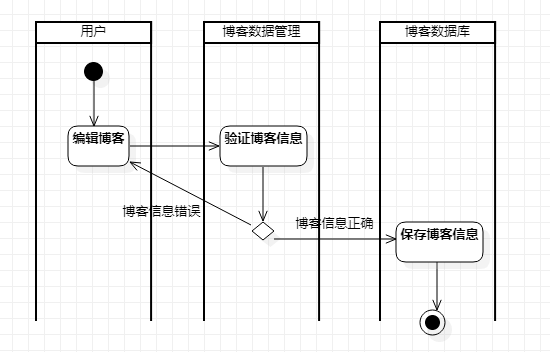 用户
博客数据管理
博客数据库
编辑博客
验证博客信息
博客信息错误
博客信息正确
保存博客信息